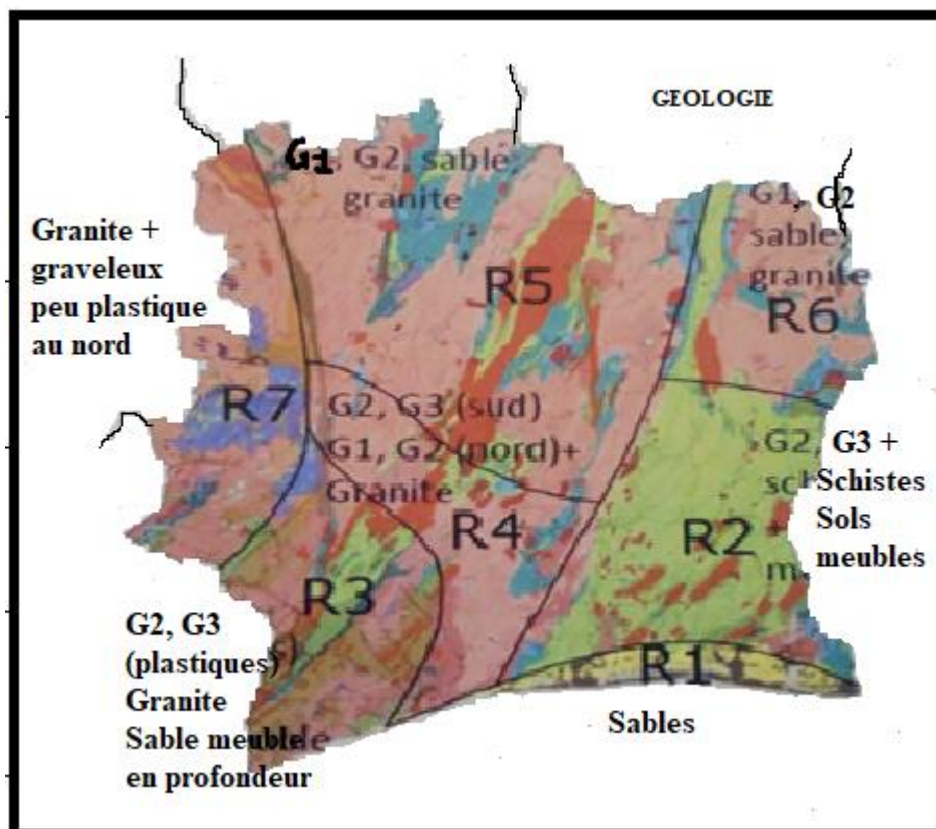 GEOLOGIE
G1, G2, sable,
granite
G1, G2
sable,
granite
Granite +
graveleux
peu plastique
au nord
R5
R6
R7
G2, G3 (sud)
G1, G2 (nord)+
Granite
G2, G3 +
Schistes
Sols
meubles
R4
R2
R3
G2, G3
(plastiques)
Granite
Sable meuble
en profondeur
R1
Sables